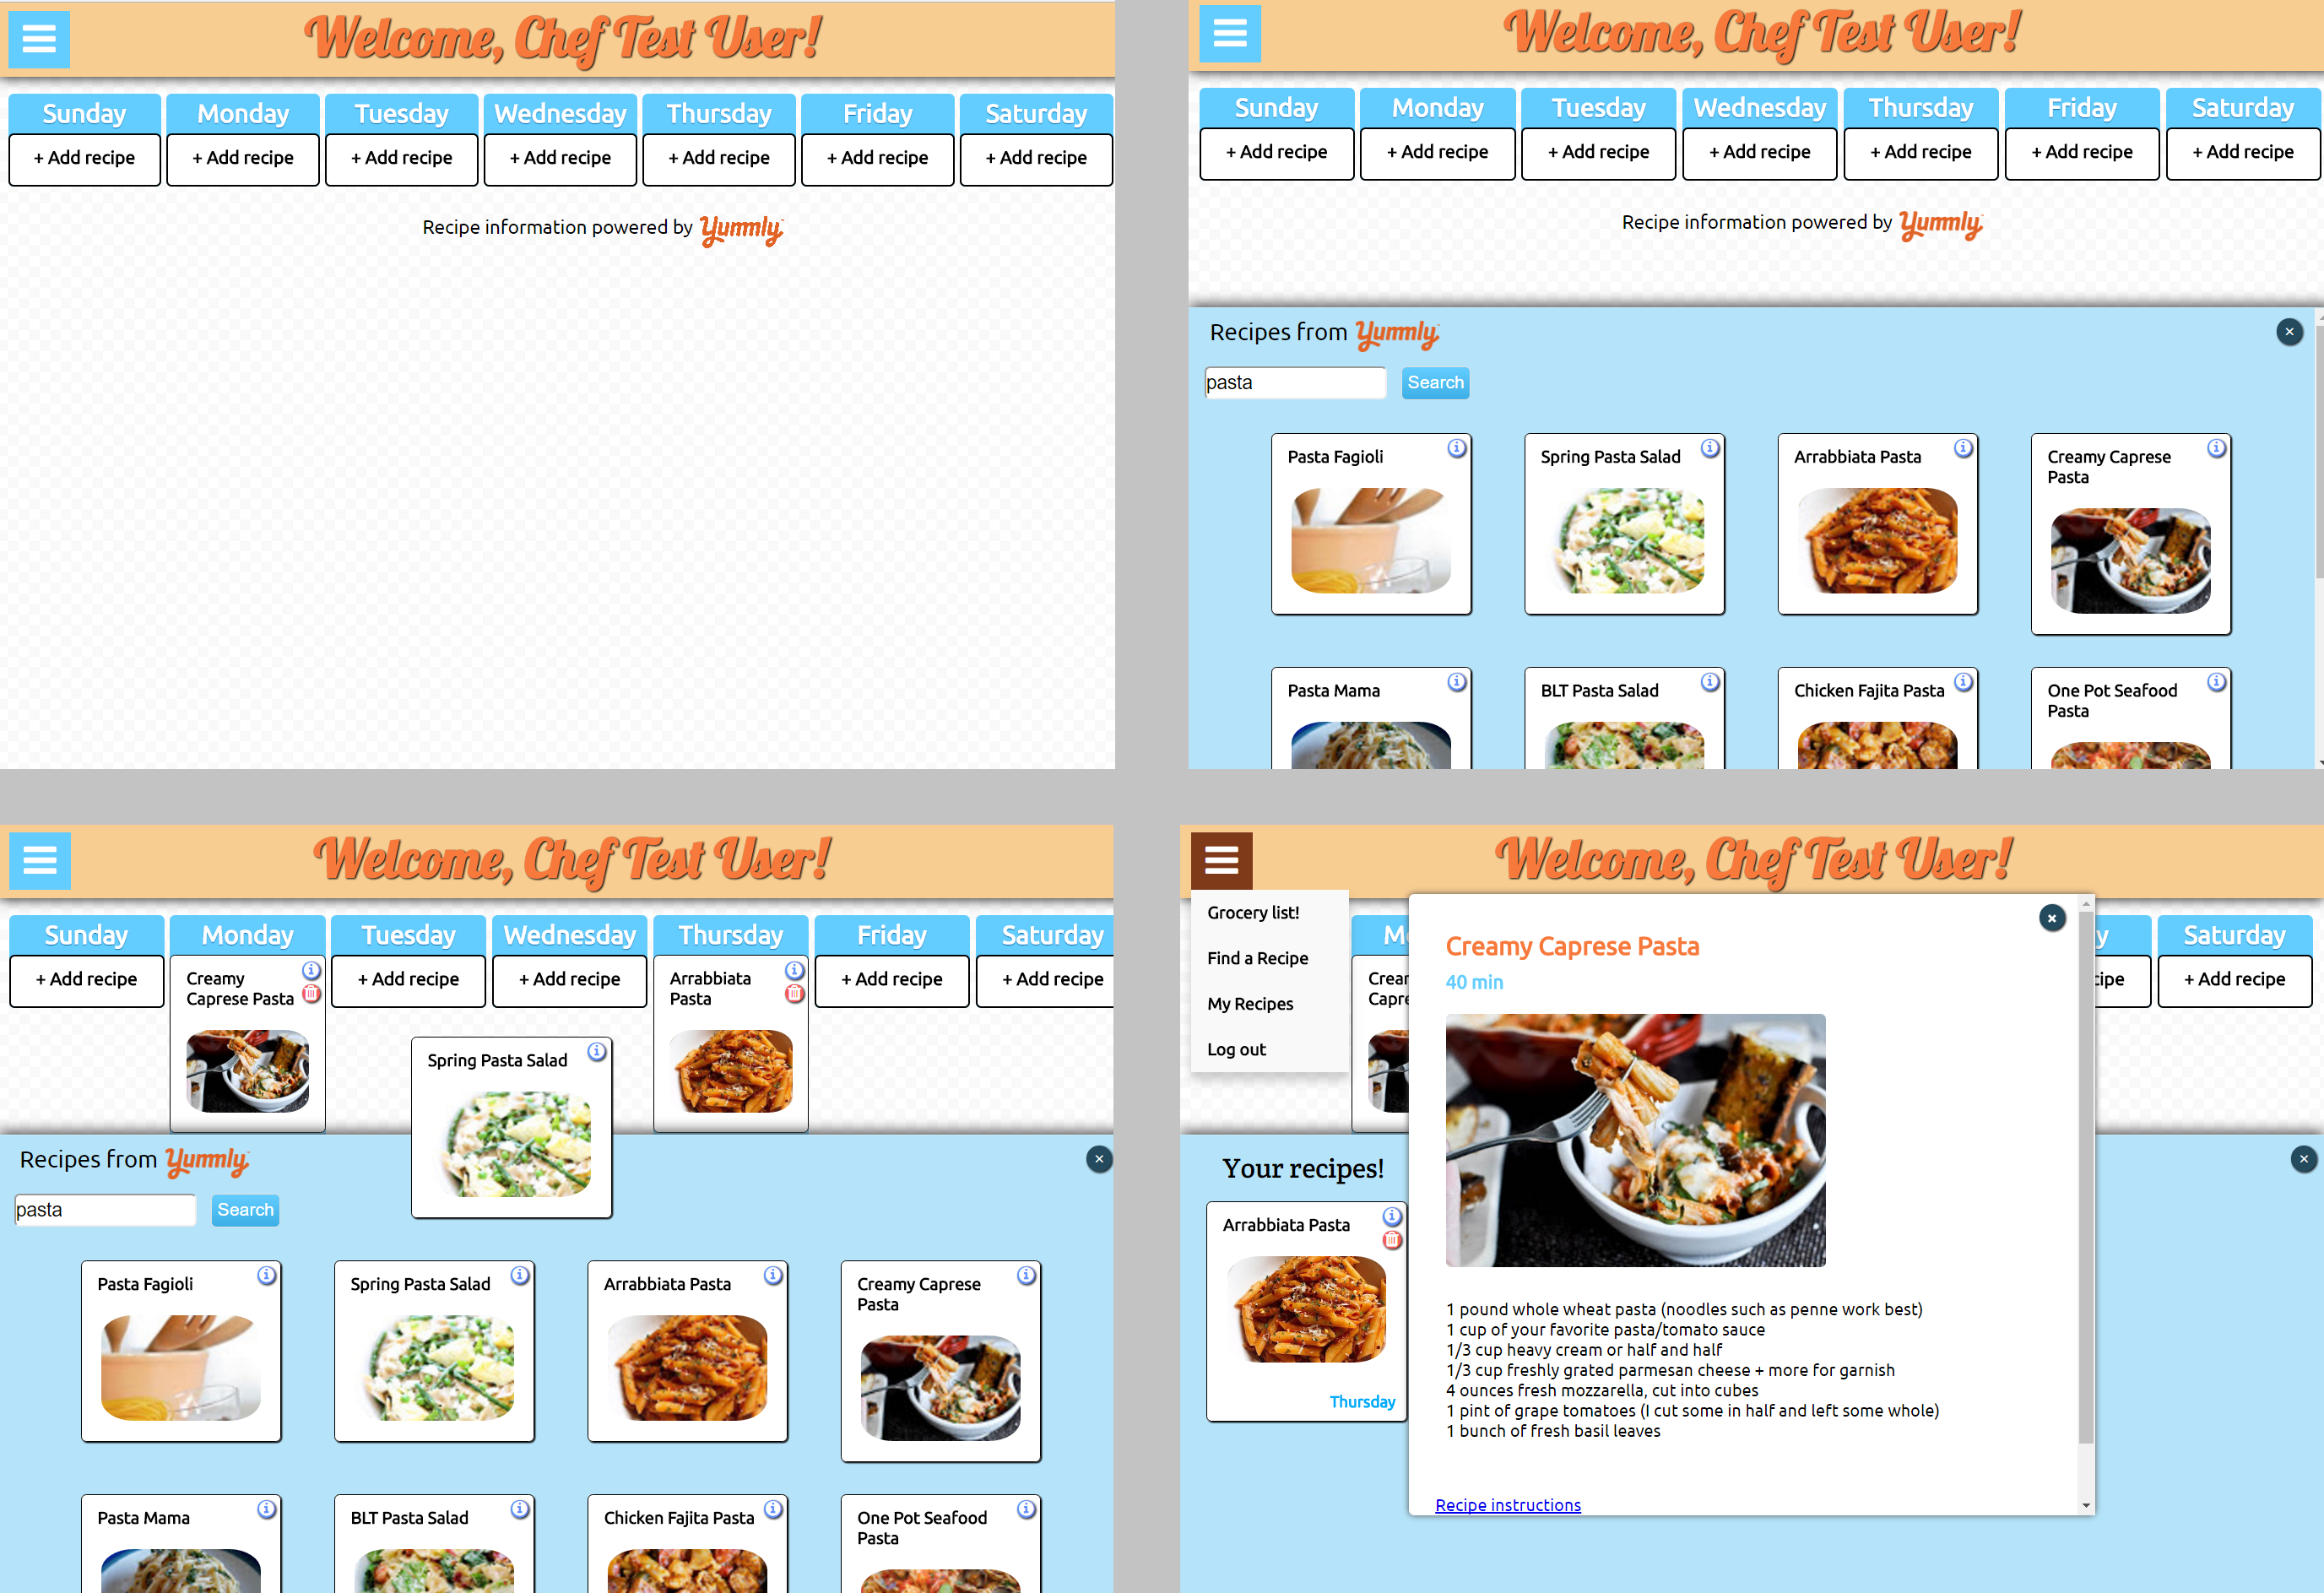 Welcome, Chef Test User!
Sunday Monday Tuesday Wednesday Thursday Friday Saturday
+ Add recipe + Add recipe + Add recipe + Add recipe + Add recipe + Add recipe + Add recipe
Recipe information powered by Yummly
Welcome, Chef Test User!
Sunday Monday Tuesday Wednesday Thursday Friday Saturday
+ Add recipe + Add recipe + Add recipe + Add recipe + Add recipe + Add recipe + Add recipe
Recipe information powered by Yummly
Recipes from Yummly
pasta Search
Pasta Fagioli
Spring Pasta Salad
Arrabbiata Pasta
Creamy Caprese
Pasta
Pasta Mama
BLT Pasta Salad
Chicken Fajita Pasta
One Pot Seafood
Pasta
Welcome, Chef Test User!
Sunday Monday Tuesday Wednesday Thursday Friday Saturday
+ Add recipe
Creamy
Caprese Pasta
+ Add recipe
+ Add recipe
Arrabbiata
Pasta
+ Add recipe
+ Add recipe
Spring Pasta Salad
Recipes from Yummly
pasta Search
Pasta Fagioli
Spring Pasta Salad
Arrabbiata Pasta
Creamy Caprese
Pasta
Pasta Mama
BLT Pasta Salad
Chicken Fajita Pasta
One Pot Seafood
Pasta
Welcome, Chef Test User!
Grocery list!
Find a Recipe
My Recipes
Log out
M
Crear
Capre
y
cipe
Saturday
+ Add recipe
Your recipes!
Arrabbiata Pasta
Thursday
Creamy Caprese Pasta
40 min
1 pound whole wheat pasta (noodles such as penne work best)
1 cup of your favorite pasta/tomato sauce
1/3 cup heavy cream or half and half
1/3 cup freshly grated parmesan cheese + more for garnish
4 ounces fresh mozzarella, cut into cubes
1 pint of grape tomatoes (I cut some in half and left some whole)
1 bunch of fresh basil leaves
Recipe instructions